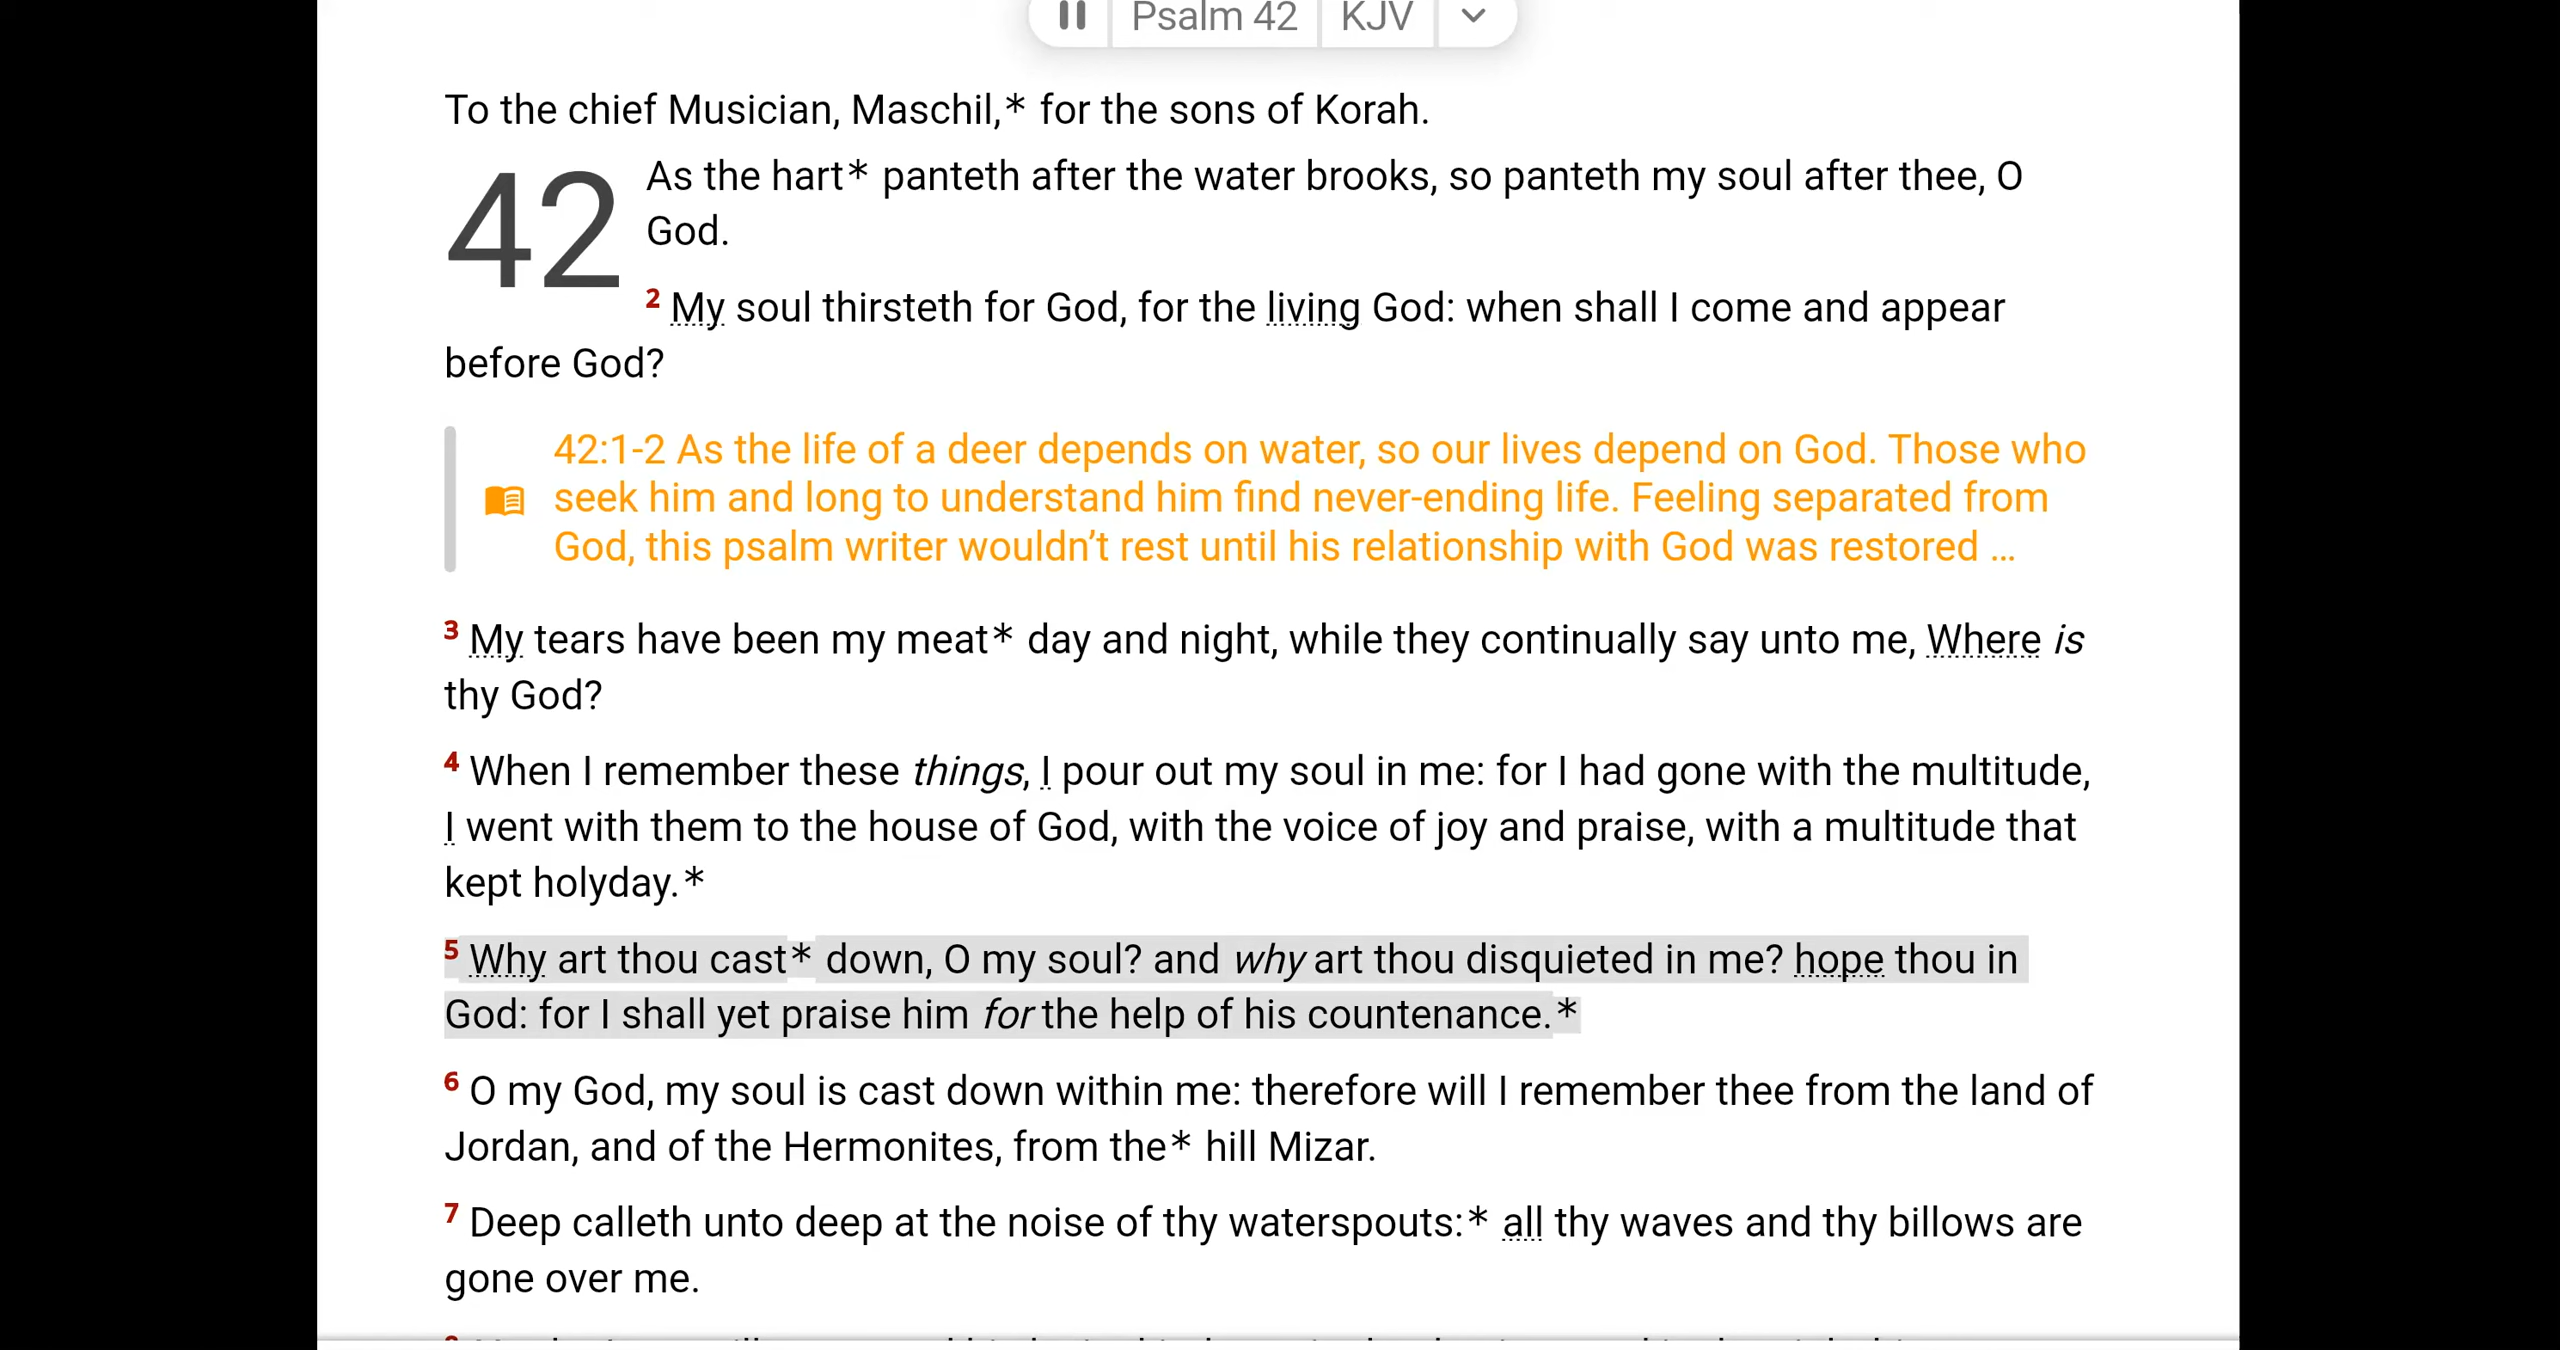 Psalm 42 KJV
To the chief Musician, Maschil,* for the sons of Korah.
42
As the hart* panteth after the water brooks, so panteth my soul after thee, O
God.
2 My soul thirsteth for God, for the living God: when shall I come and appear
before God?
42:1-2 As the life of a deer depends on water, so our lives depend on God. Those who
seek him and long to understand him find never-ending life. Feeling separated from
God, this psalm writer wouldn’t rest until his relationship with God was restored ...
3 My tears have been my meat* day and night, while they continually say unto me, Where is
thy God?
4 When I remember these things, I pour out my soul in me: for I had gone with the multitude,
I went with them to the house of God, with the voice of joy and praise, with a multitude that
kept holyday.*
5 Why art thou cast* down, O my soul? and why art thou disquieted in me? hope thou in
God: for I shall yet praise him for the help of his countenance.*
6 O my God, my soul is cast down within me: therefore will I remember thee from the land of
Jordan, and of the Hermonites, from the* hill Mizar.
7 Deep calleth unto deep at the noise of thy waterspouts:* all thy waves and thy billows are
gone over me.